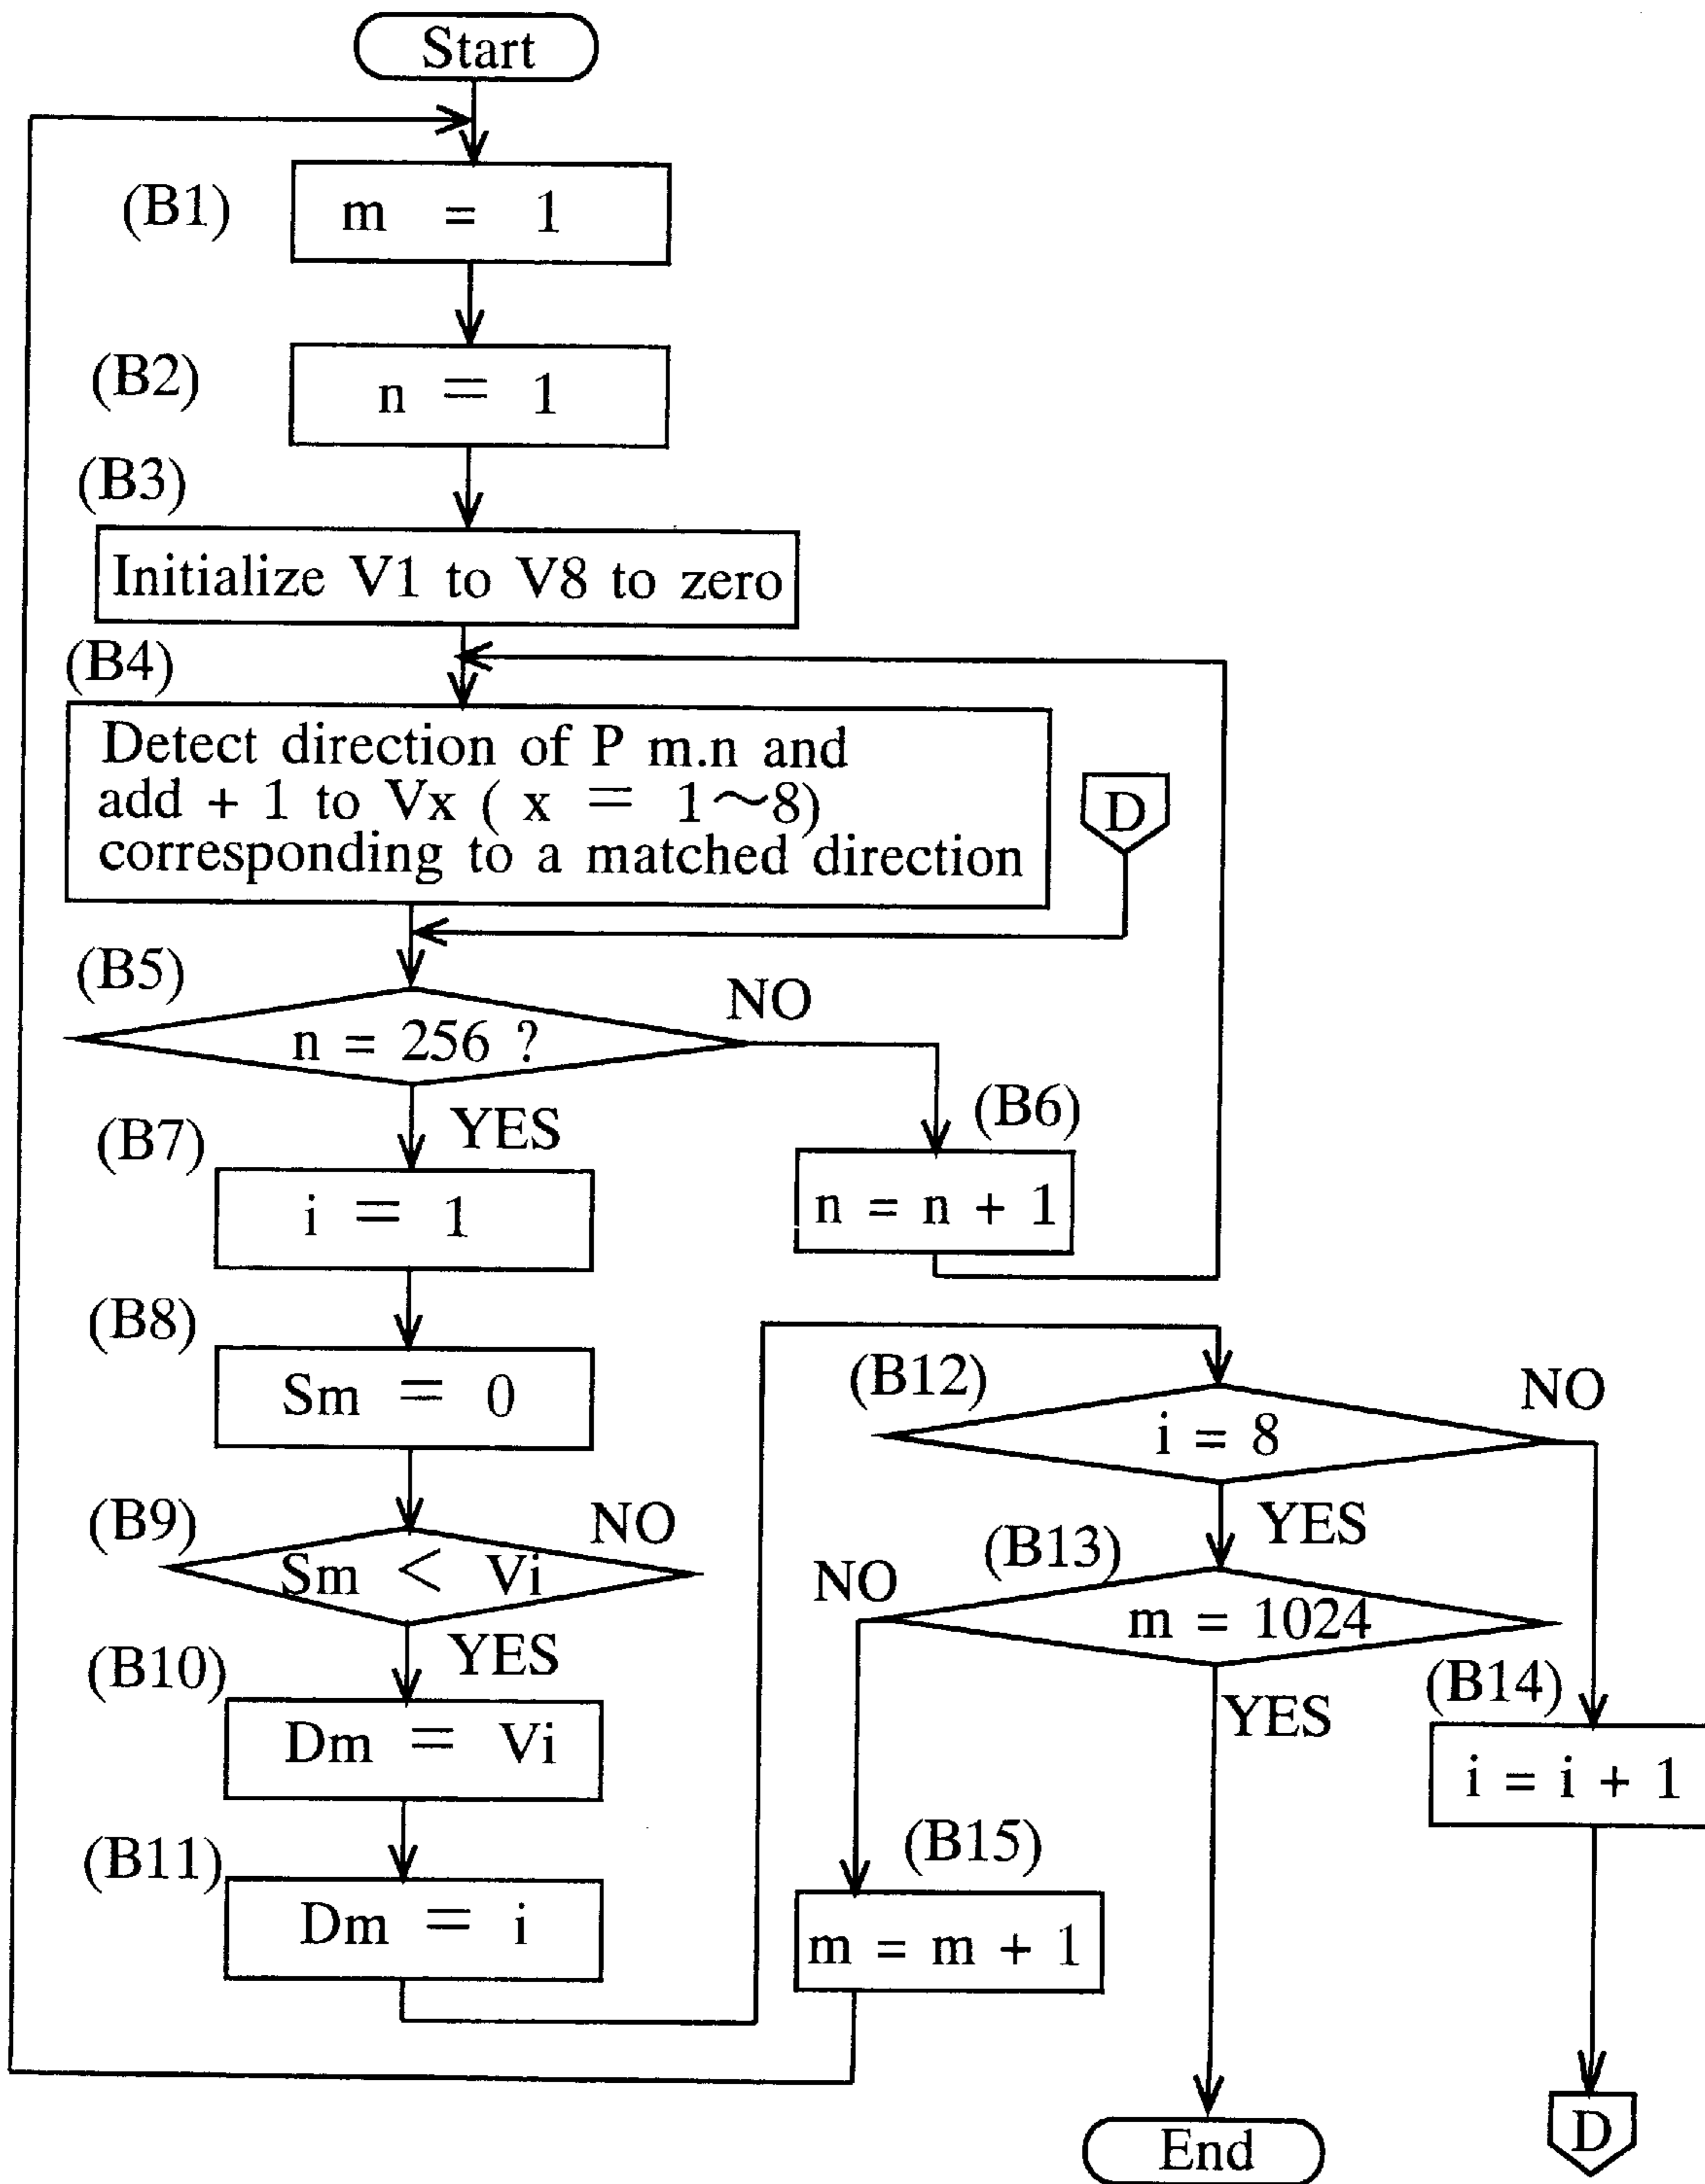 Start
(B1)
m = 1
(B2)
n = 1
(B3)
Initialize V1 to V8 to zero
(B4)
Detect direction of P m.n and
add + 1 to Vx ( x = 1〜8)
corresponding to a matched direction
D
(B5)
n = 256 ?
NO
YES
(B6)
n = n + 1
(B7)
i = 1
(B8)
Sm = 0
(B9)
Sm < Vi
NO
YES
(B10)
Dm = Vi
(B11)
Dm = i
(B12)
i = 8
NO
YES
(B13)
m = 1024
NO
YES
(B14)
i = i + 1
(B15)
m = m + 1
End
D